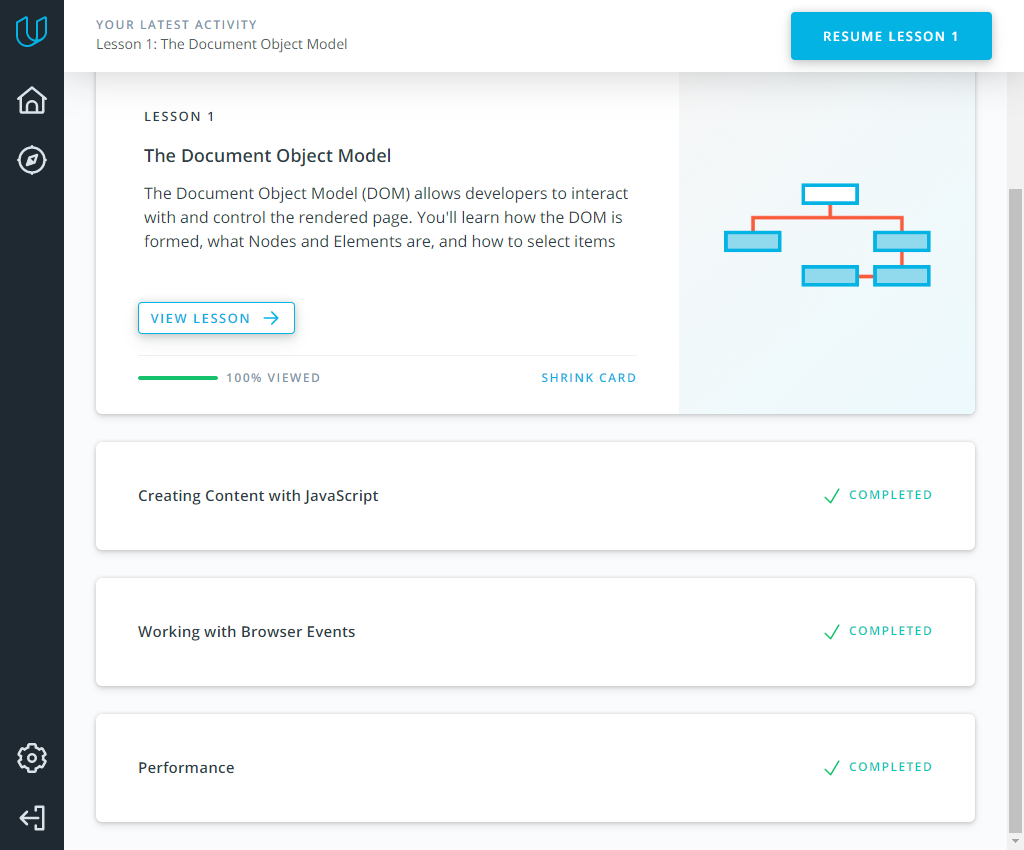 YOUR LATEST ACTIVITY
Lesson 1: The Document Object Model
RESUME LESSON 1
LESSON 1
The Document Object Model
The Document Object Model (DOM) allows developers to interact
with and control the rendered page. You'll learn how the DOM is
formed, what Nodes and Elements are, and how to select items
VIEW LESSON
100% VIEWED
SHRINK CARD
Creating Content with JavaScript
COMPLETED
Working with Browser Events
COMPLETED
Performance
COMPLETED